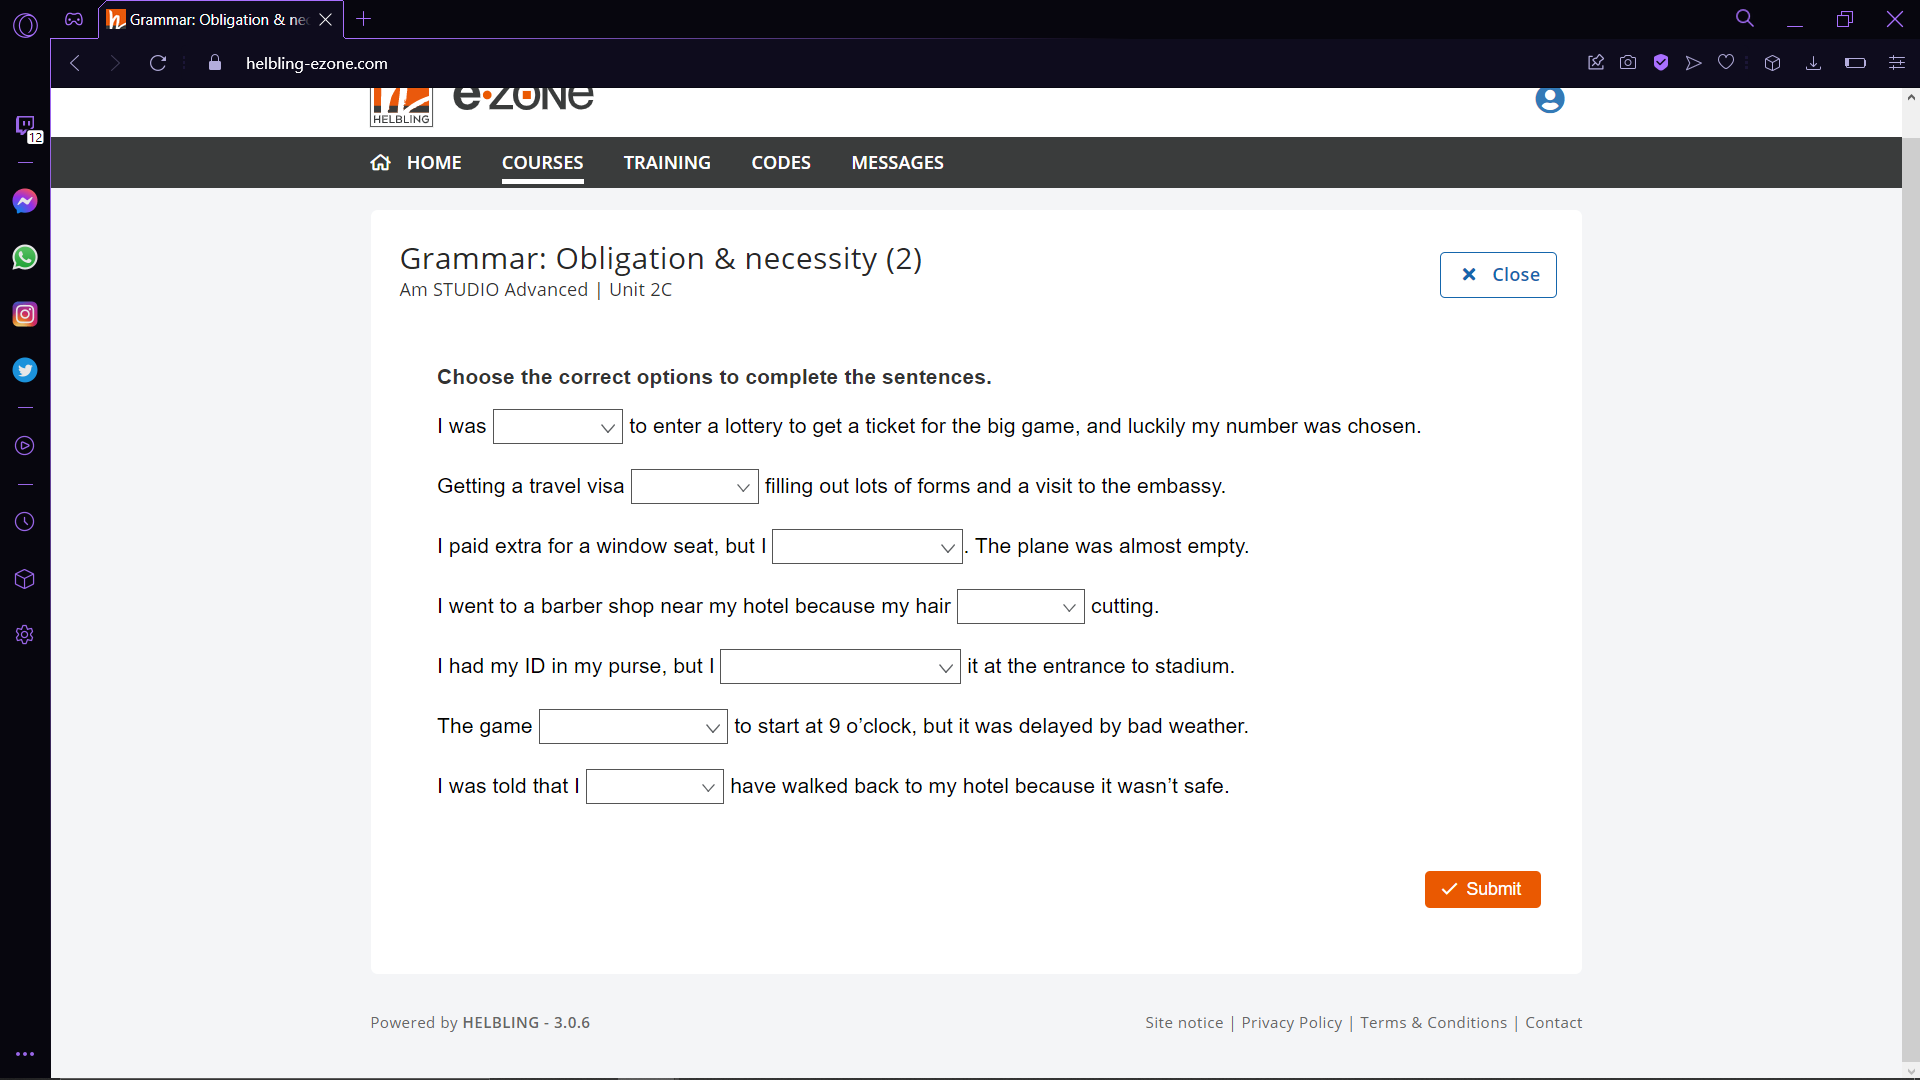 Grammar: Obligation & ne
helbling-ezone.com
12
HELBLING
e·zone
HOME COURSES TRAINING CODES MESSAGES
Grammar: Obligation & necessity (2)
Am STUDIO Advanced | Unit 2C
Close
Choose the correct options to complete the sentences.
I was to enter a lottery to get a ticket for the big game, and luckily my number was chosen.
Getting a travel visa filling out lots of forms and a visit to the embassy.
I paid extra for a window seat, but I . The plane was almost empty.
I went to a barber shop near my hotel because my hair cutting.
I had my ID in my purse, but I it at the entrance to stadium.
The game to start at 9 o’clock, but it was delayed by bad weather.
I was told that I have walked back to my hotel because it wasn’t safe.
Submit
Powered by HELBLING - 3.0.6
Site notice | Privacy Policy | Terms & Conditions | Contact